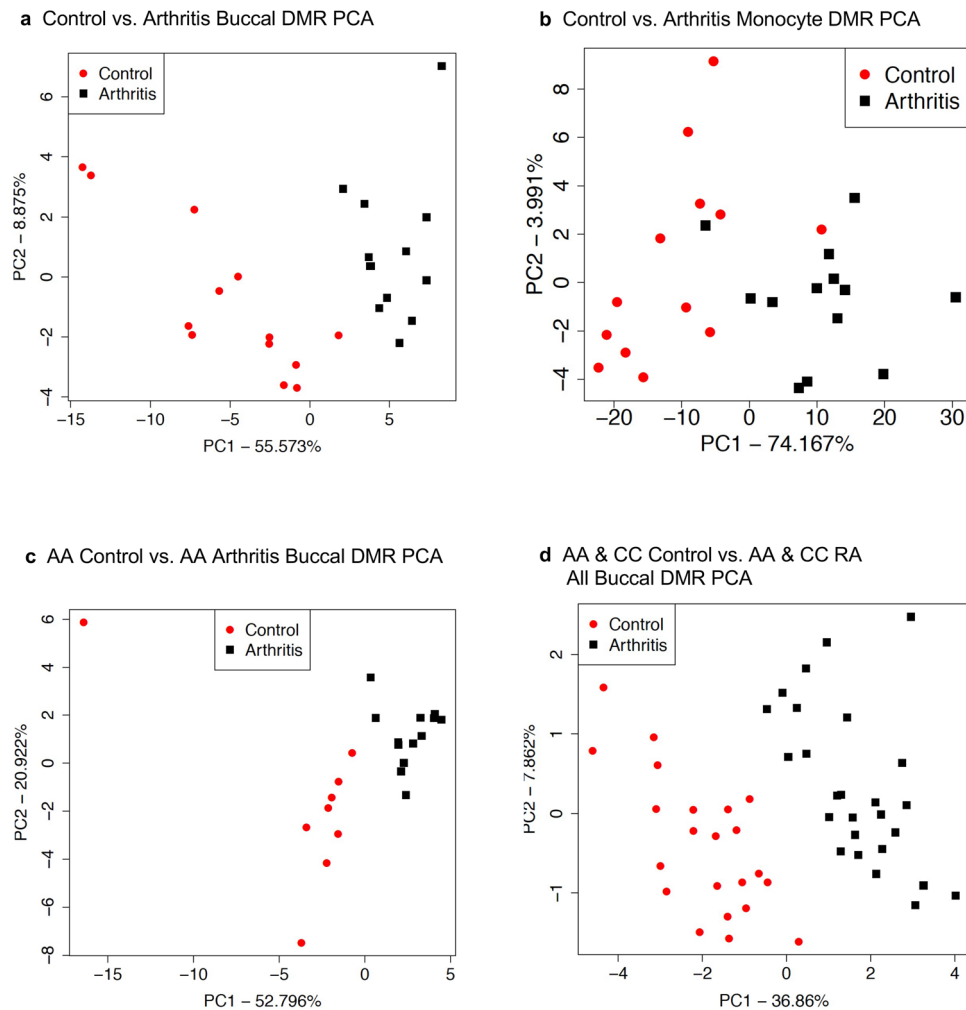 a Control vs. Arthritis Buccal DMR PCA
Control
Arthritis
6
4
2
0
−2
−4
PC2 − 8.875%
−15
−10
−5
0
5
PC1 − 55.573%
b Control vs. Arthritis Monocyte DMR PCA
Control
Arthritis
8
6
4
2
0
−2
−4
PC2 − 3.991%
−20
−10
0
10
20
30
PC1 − 74.167%
c AA Control vs. AA Arthritis Buccal DMR PCA
Control
Arthritis
6
4
2
0
−2
−4
−6
−8
PC2 − 20.922%
−15
−10
−5
0
5
PC1 − 52.796%
d AA & CC Control vs. AA & CC RA
All Buccal DMR PCA
Control
Arthritis
2
1
0
−1
PC2 − 7.862%
−4
−2
0
2
4
PC1 − 36.86%